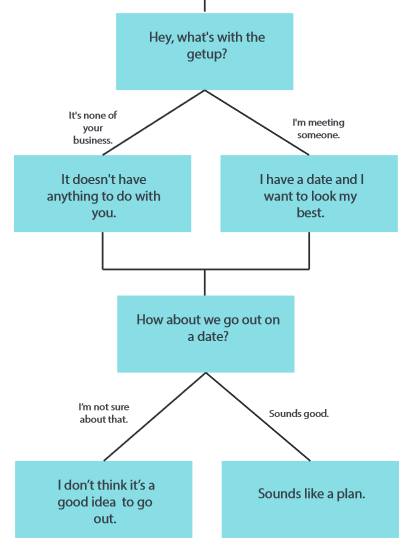 Hey, what's with the
getup?
It's none of
your
business.
I'm meeting
someone.
It doesn't have
anything to do with
you.
I have a date and I
want to look my
best.
How about we go out on
a date?
I'm not sure
about that.
Sounds good.
I don't think it's a
good idea to go
out.
Sounds like a plan.